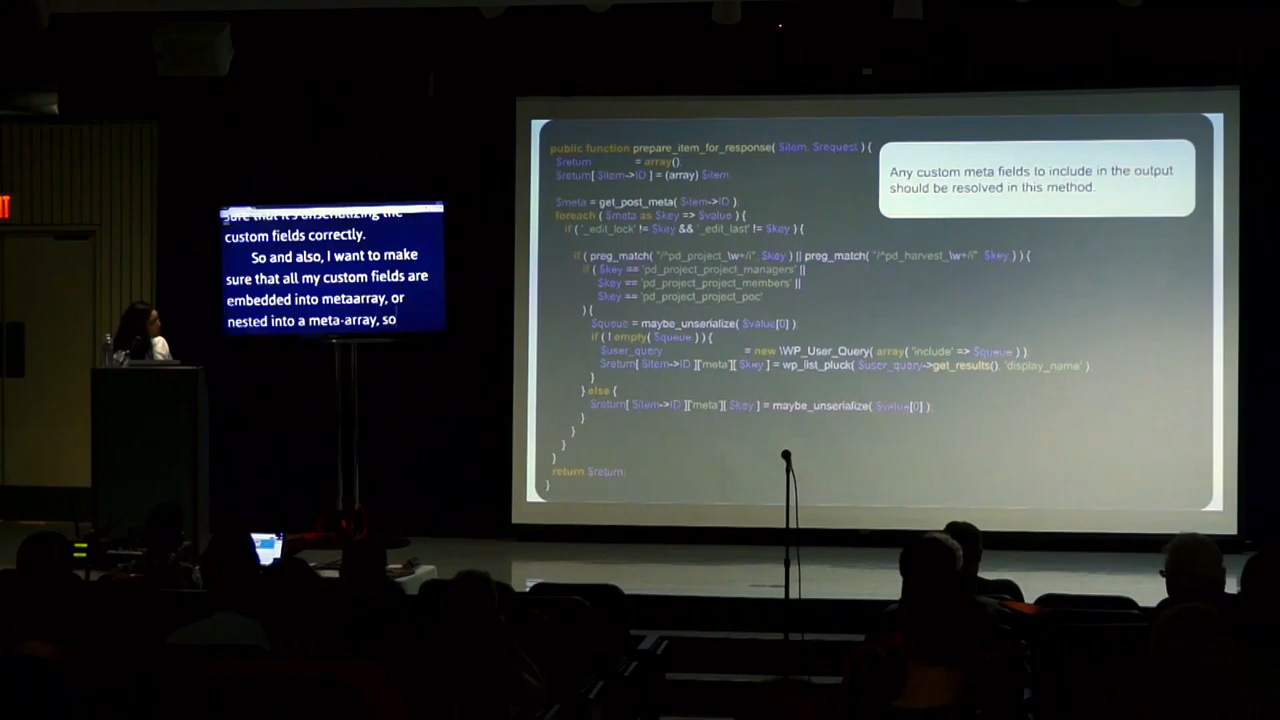 sure that it's unserializing the
custom fields correctly.
So and also, I want to make
sure that all my custom fields are
embedded into metaarray, or
nested into a meta-array, so
public function prepare_item_for_response( $item, $request ) {
$return = array();
$return[ $item->ID ] = (array) $item;
$meta = get_post_meta( $item->ID );
foreach ( $meta as $key => $value ) {
if ( '_edit_lock' != $key && '_edit_last' != $key ) {
if ( preg_match( "/^pd_project_\w+/i", $key ) || preg_match( "/^pd_harvest_\w+/i", $key ) ) {
if ( $key == 'pd_project_project_managers' ||
$key == 'pd_project_project_members' ||
$key == 'pd_project_project_poc'
) {
$queue = maybe_unserialize( $value[0] );
if ( ! empty( $queue ) ) {
$user_query = new \WP_User_Query( array( 'include' => $queue ) );
$return[ $item->ID ]['meta'][ $key ] = wp_list_pluck( $user_query->get_results(), 'display_name' );
}
} else {
$return[ $item->ID ]['meta'][ $key ] = maybe_unserialize( $value[0] );
}
}
}
}
return $return;
}
Any custom meta fields to include in the output
should be resolved in this method.